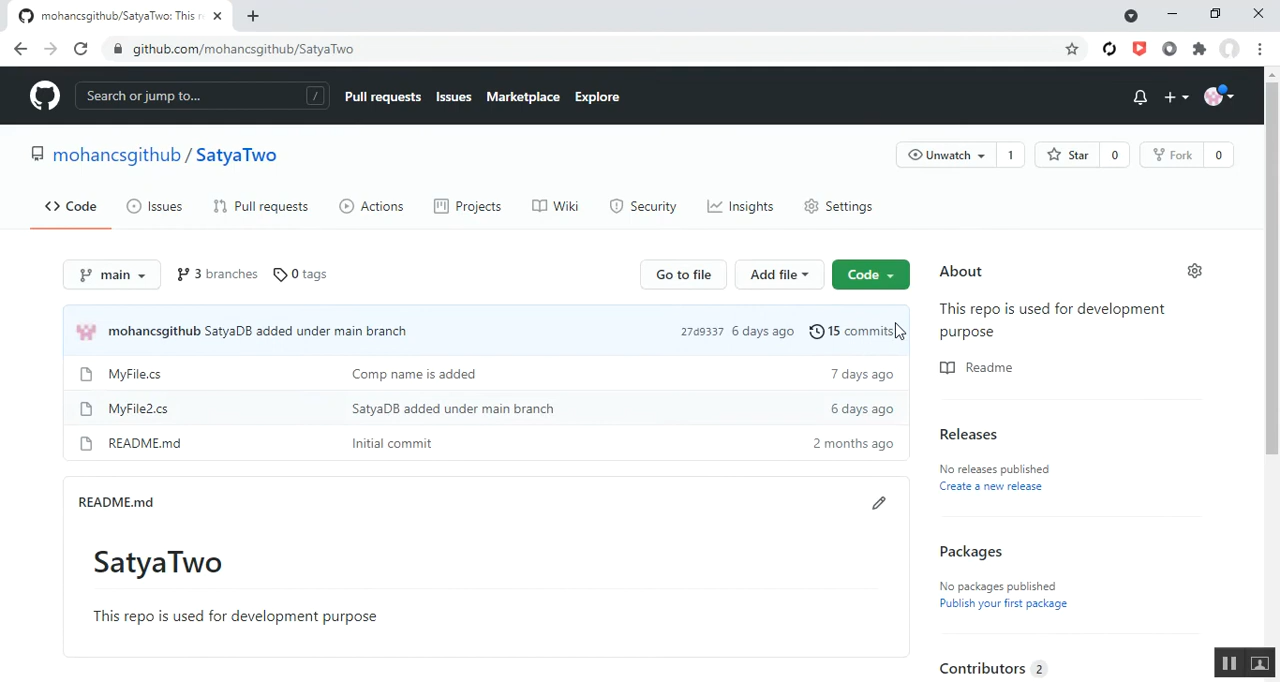 mohancsgithub/SatyaTwo: This r
github.com/mohancsgithub/SatyaTwo
Search or jump to... /
Pull requests Issues Marketplace Explore
mohancsgithub / SatyaTwo
Unwatch 1 Star 0 Fork 0
Code Issues Pull requests Actions Projects Wiki Security Insights Settings
main 3 branches 0 tags Go to file Add file Code
mohancsgithub SatyaDB added under main branch 27d9337 6 days ago 15 commits
MyFile.cs Comp name is added 7 days ago
MyFile2.cs SatyaDB added under main branch 6 days ago
README.md Initial commit 2 months ago
README.md
SatyaTwo
This repo is used for development purpose
About
This repo is used for development
purpose
Readme
Releases
No releases published
Create a new release
Packages
No packages published
Publish your first package
Contributors 2